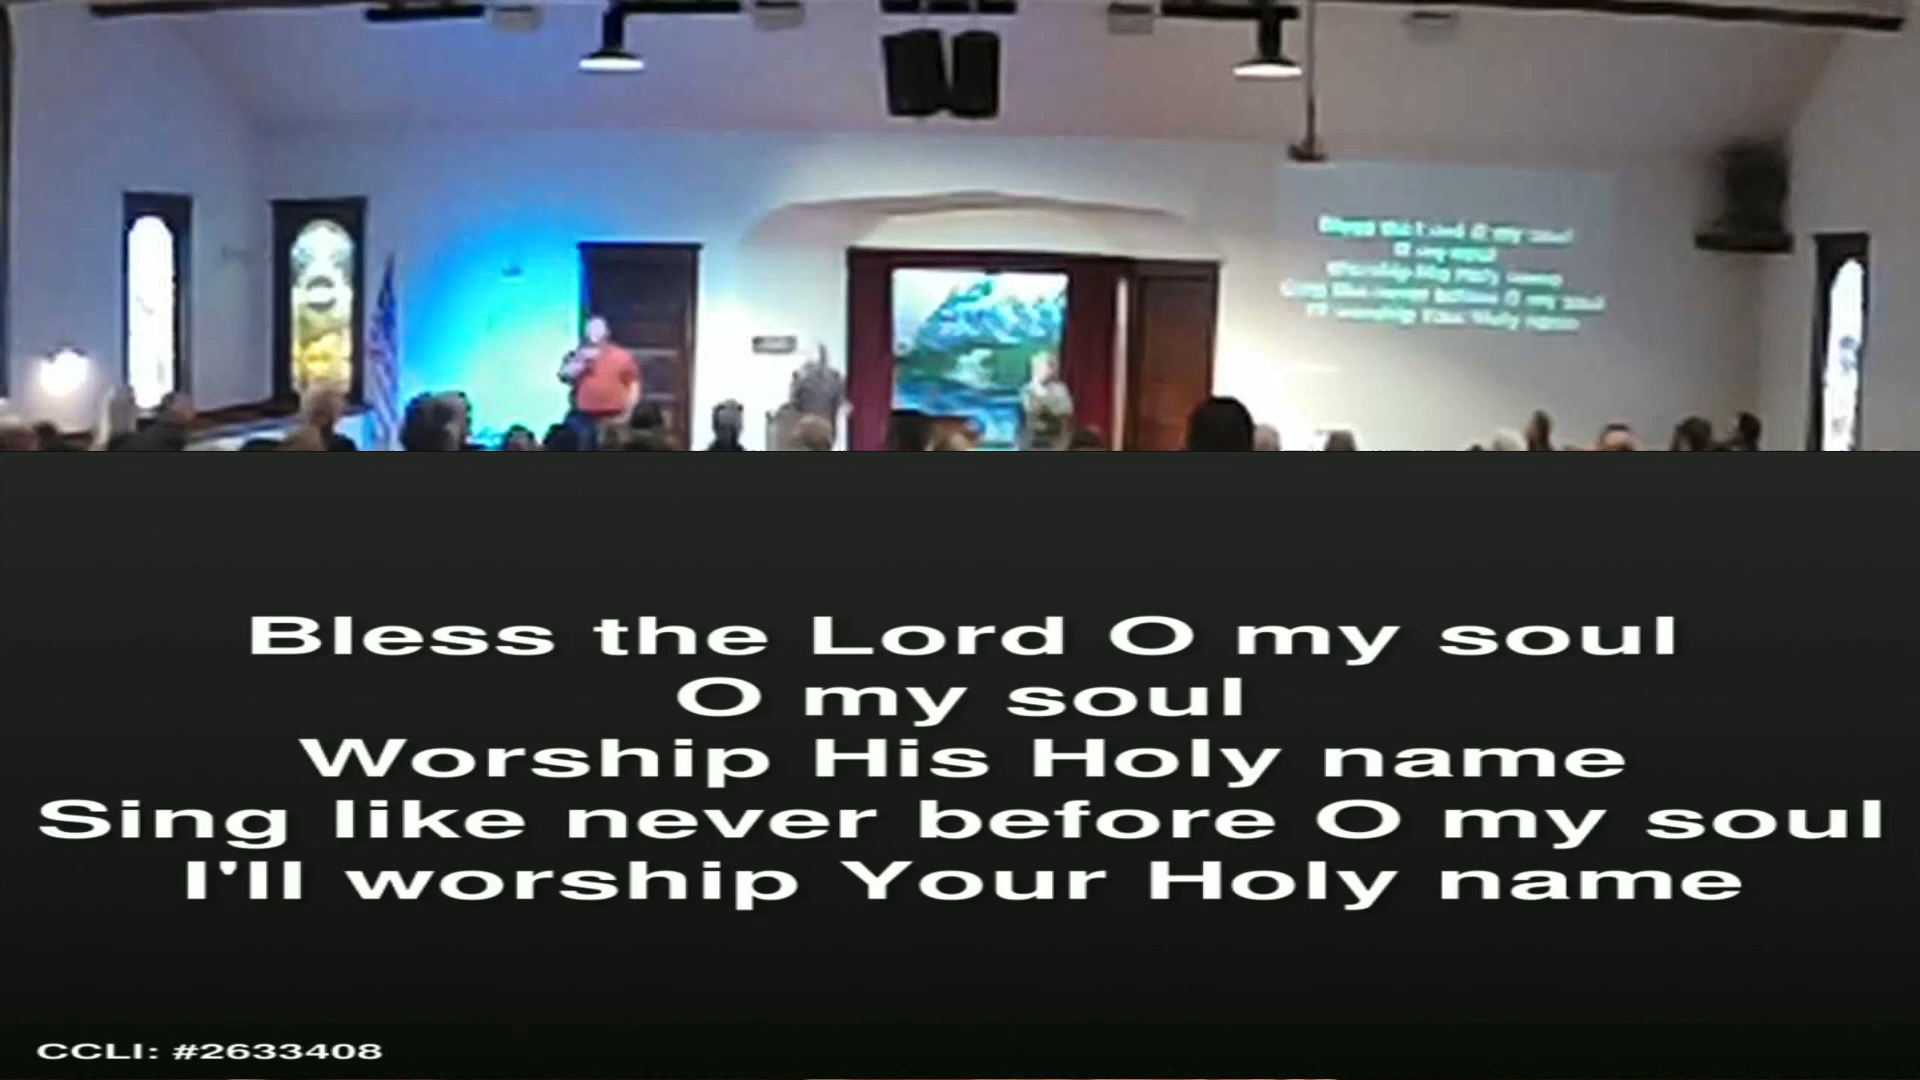 Bless the Lord O my soul
O my soul
Worship His Holy name
Sing like never before O my soul
I'll worship Your Holy name
CCLI: #2633408